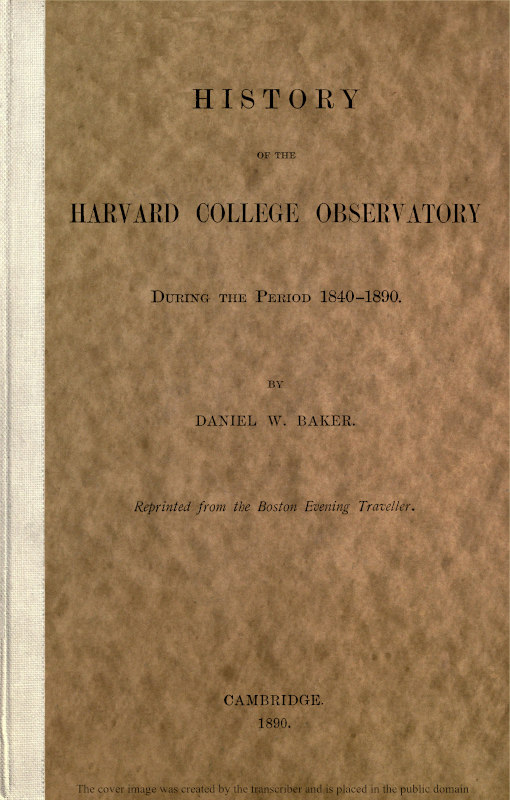 HISTORY
OF THE
HARVARD COLLEGE OBSERVATORY
During the Period 1840–1890.
BY
DANIEL W. BAKER.
Reprinted from the Boston Evening Traveller.
CAMBRIDGE.
1890.
The cover image was created by the transcriber and is placed in the public domain